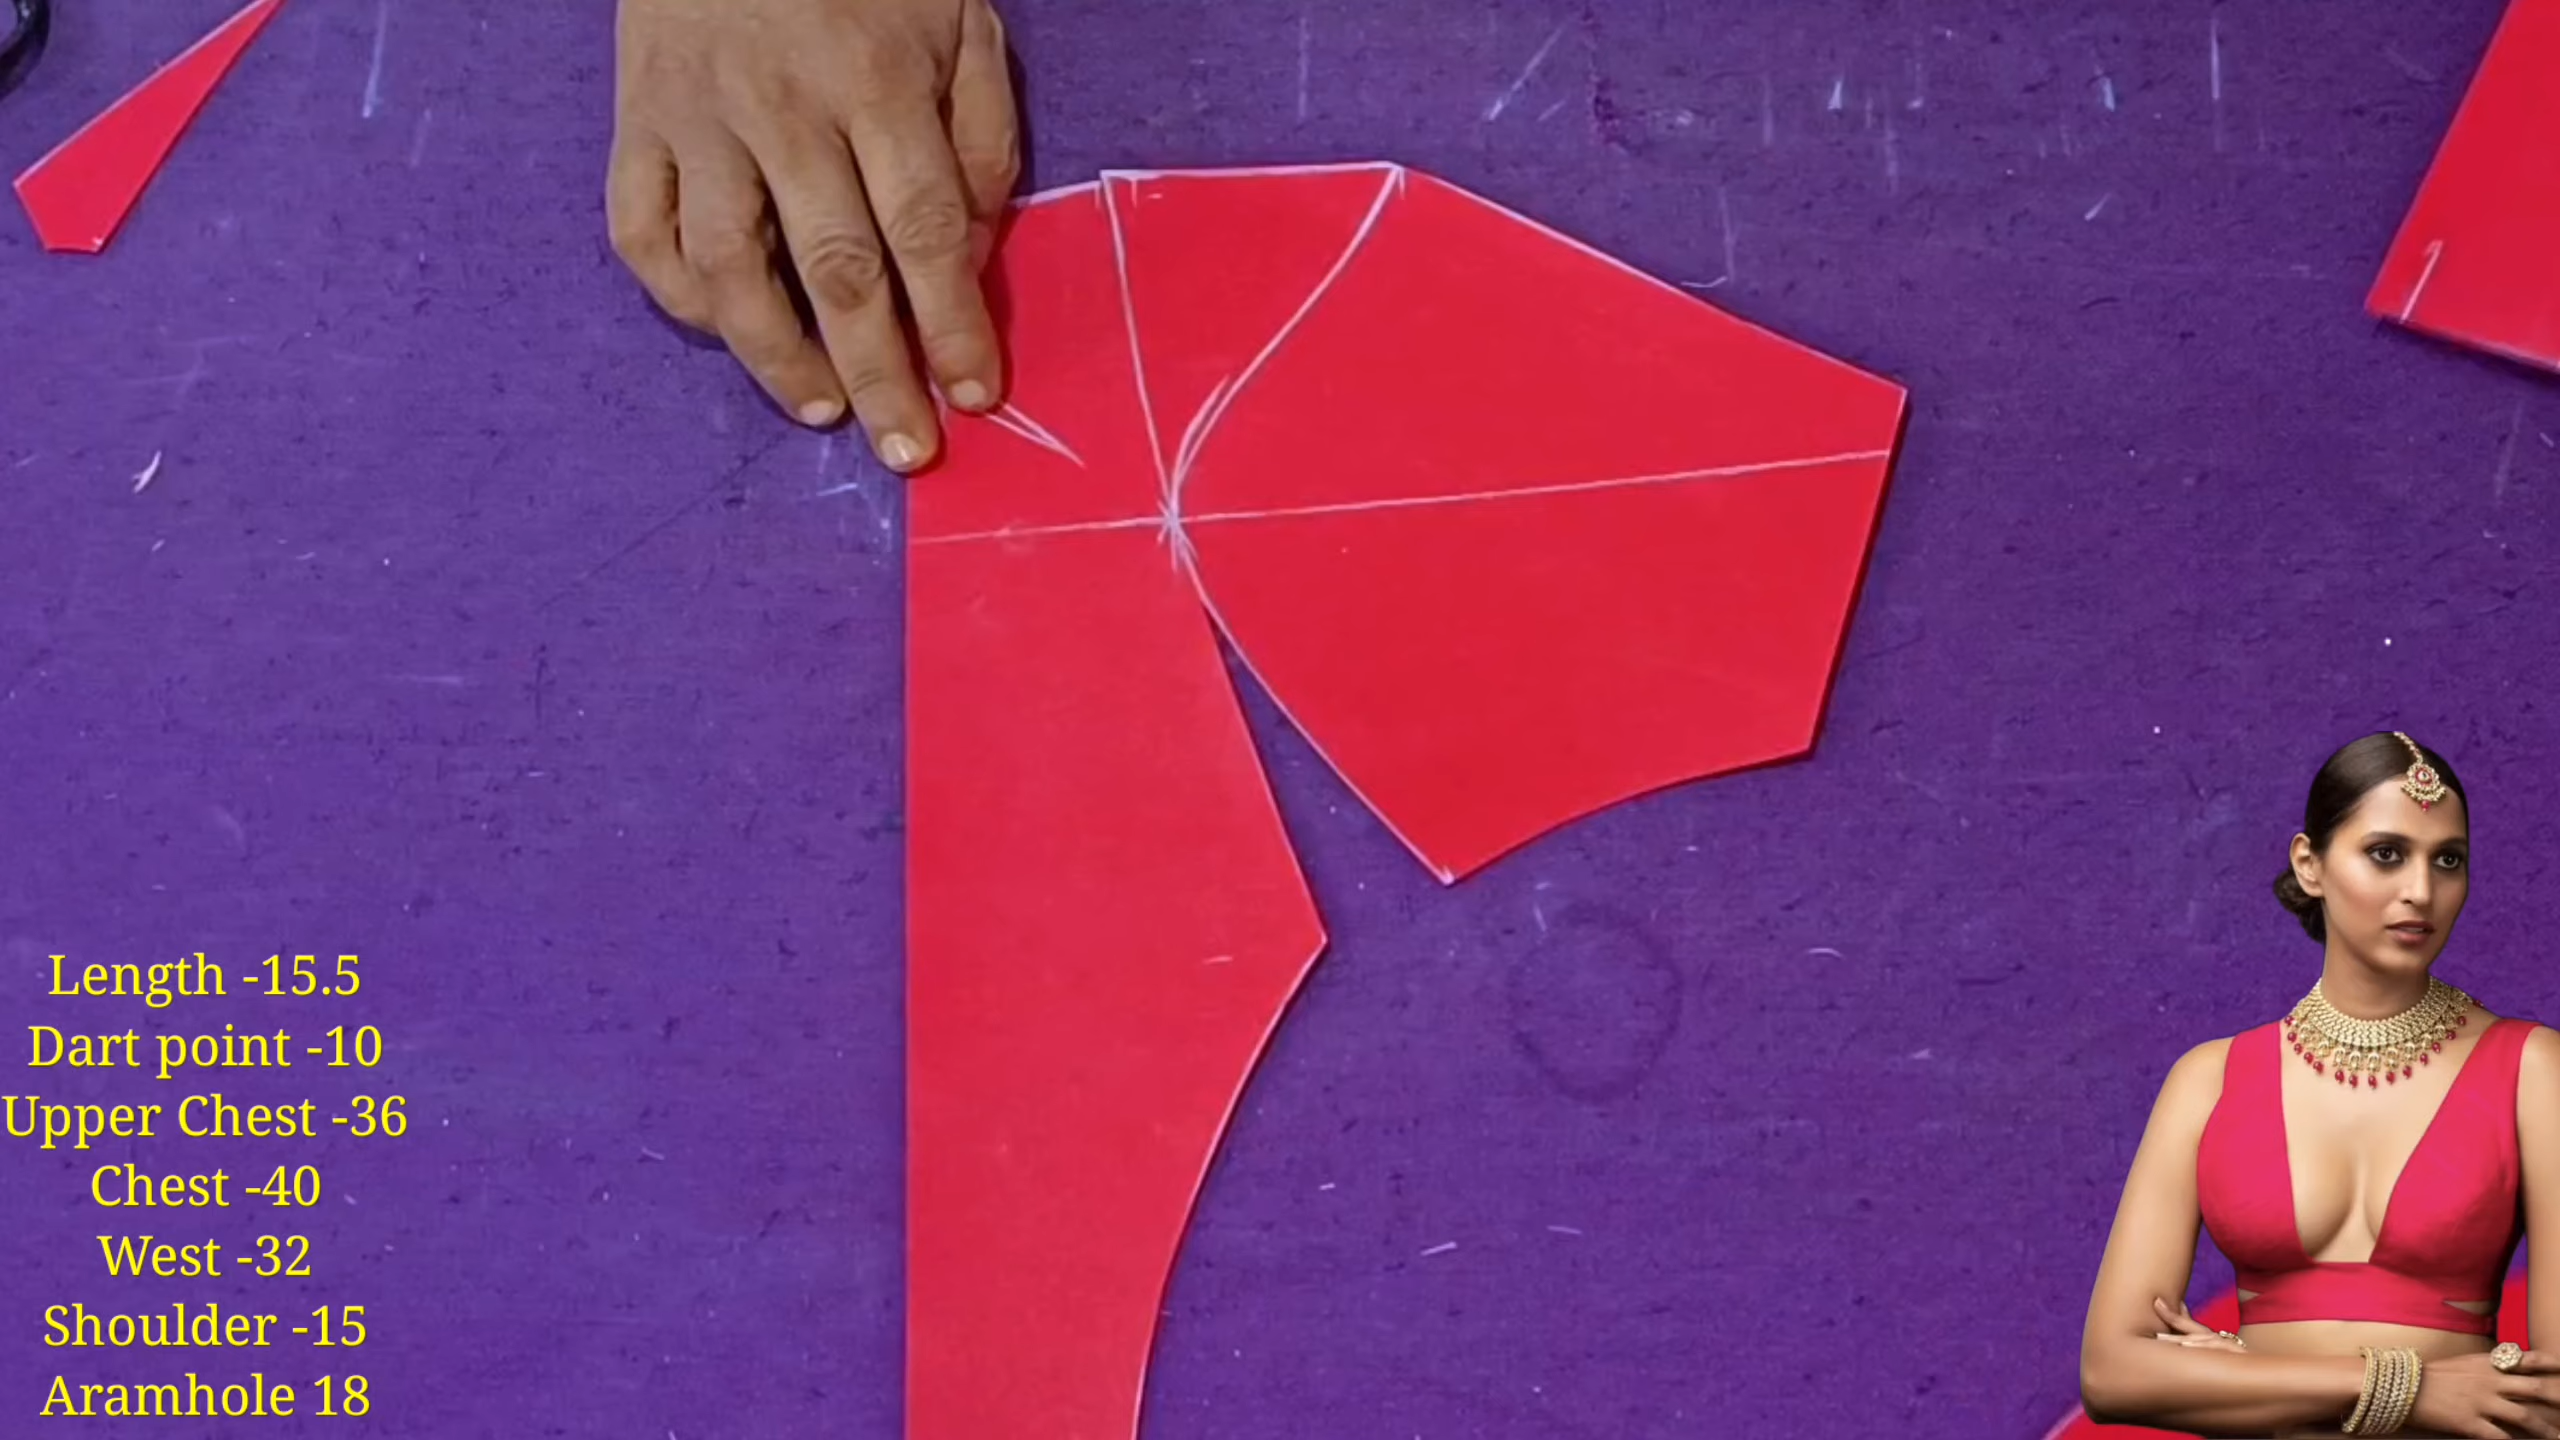 Length -15.5
Dart point -10
Upper Chest -36
Chest -40
West -32
Shoulder -15
Aramhole 18